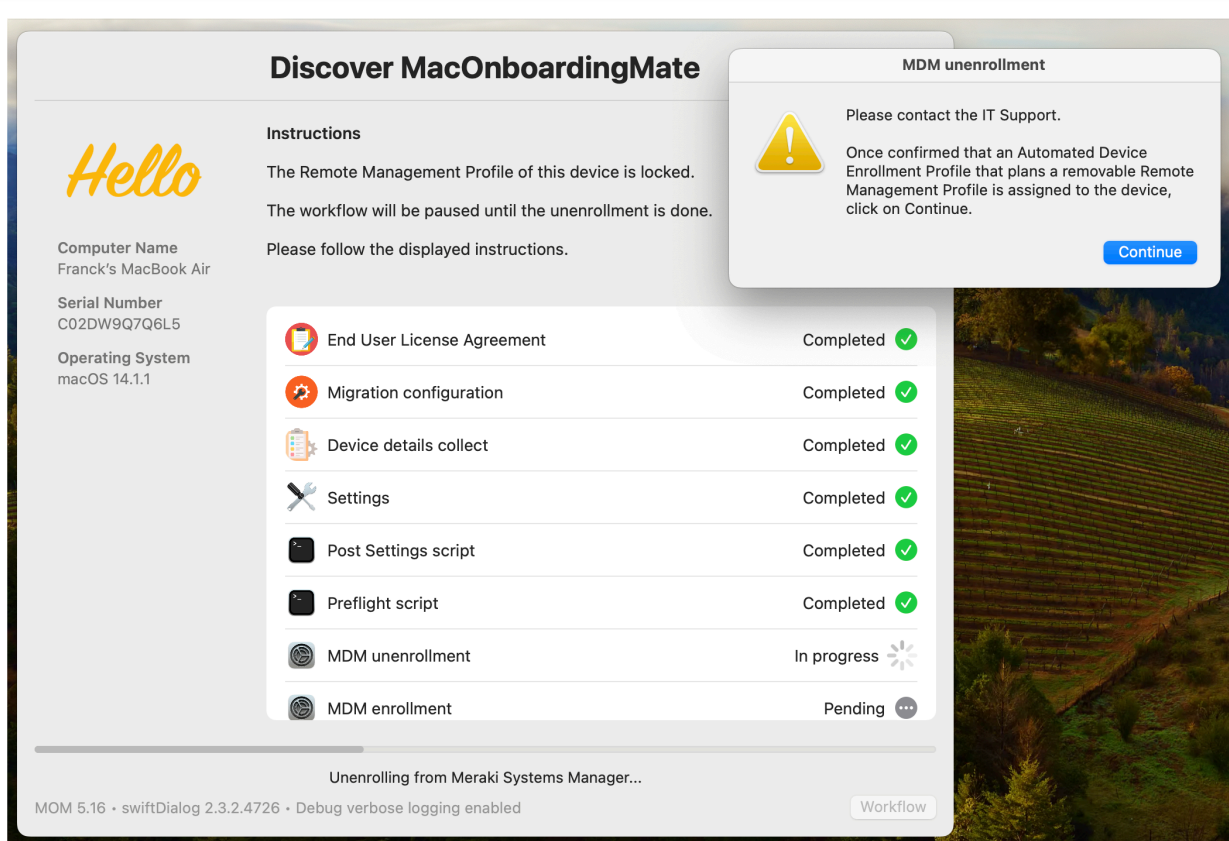 Discover MacOnboardingMate
Hello
Computer Name
Franck's MacBook Air
Serial Number
C02DW9Q7Q6L5
Operating System
macOS 14.1.1
Instructions
The Remote Management Profile of this device is locked.
The workflow will be paused until the unenrollment is done.
Please follow the displayed instructions.
End User License Agreement Completed
Migration configuration Completed
Device details collect Completed
Settings Completed
Post Settings script Completed
Preflight script Completed
MDM unenrollment In progress
MDM enrollment Pending
Unenrolling from Meraki Systems Manager...
MOM 5.16 • swiftDialog 2.3.2.4726 • Debug verbose logging enabled
Workflow
MDM unenrollment
Please contact the IT Support.
Once confirmed that an Automated Device
Enrollment Profile that plans a removable Remote
Management Profile is assigned to the device,
click on Continue.
Continue